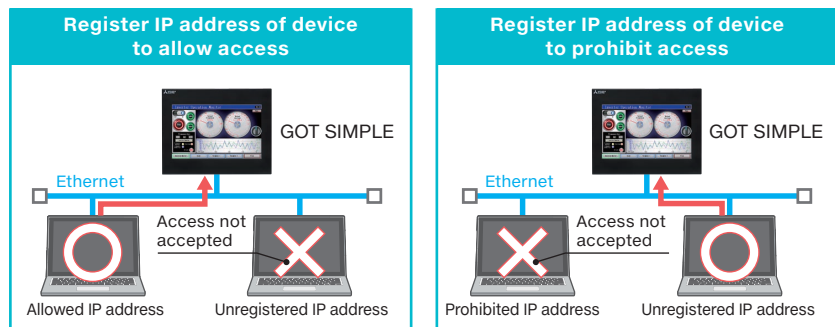 Register IP address of device
to allow access
GOT SIMPLE
Ethernet
Access not
accepted
Allowed IP address
Unregistered IP address
Register IP address of device
to prohibit access
GOT SIMPLE
Ethernet
Access not
accepted
Prohibited IP address
Unregistered IP address